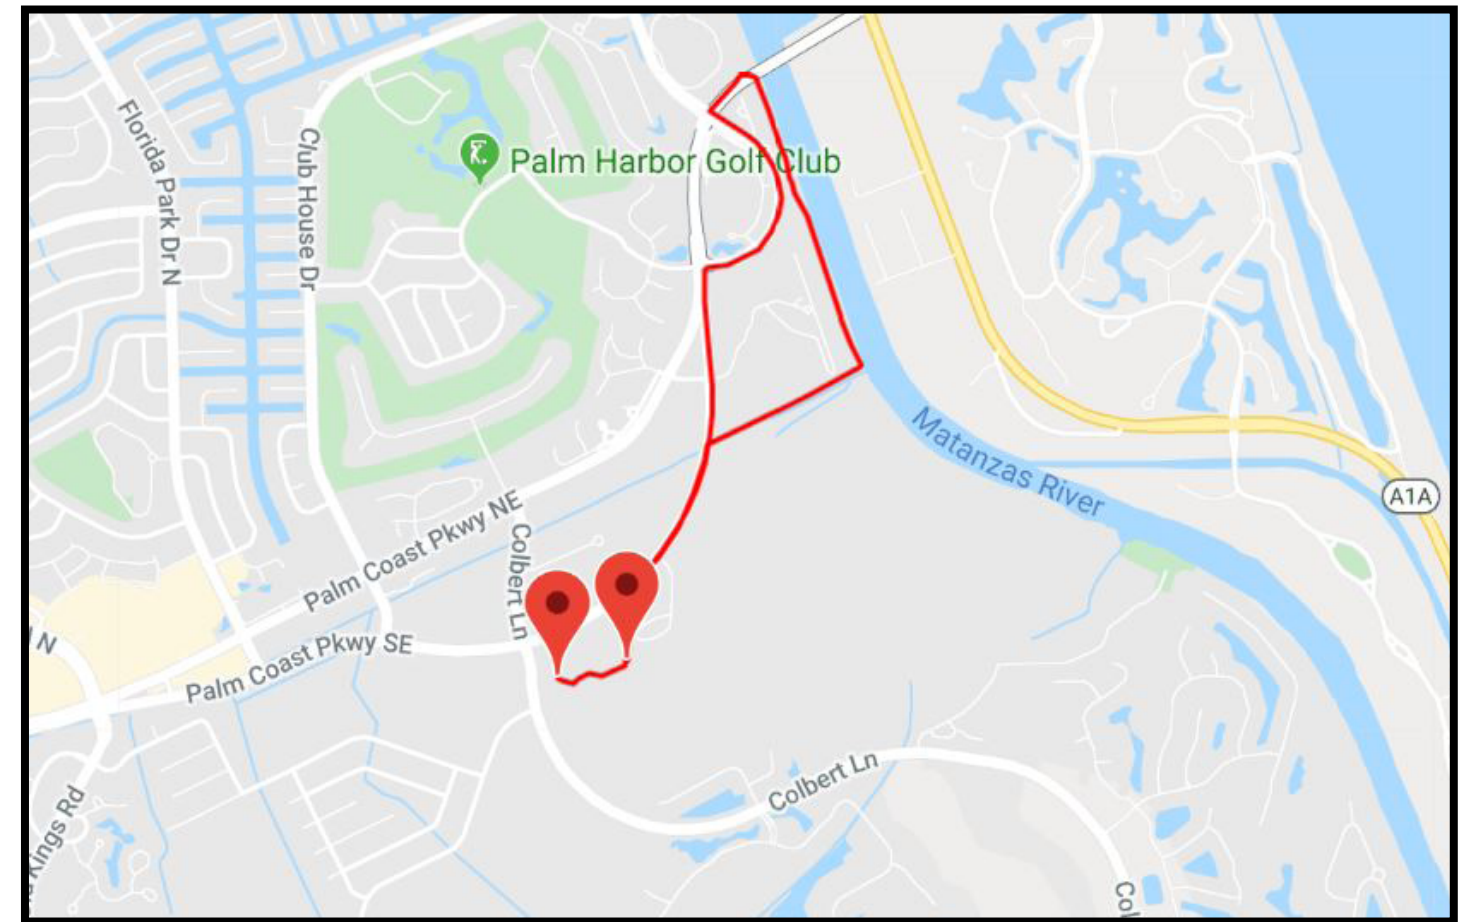 Florida Park Dr N
Club House Dr
Palm Harbor Golf Club
Matanzas River
A1A
Palm Coast Pkwy NE
Colbert Ln
Palm Coast Pkwy SE
N
Colbert Ln
Kings Rd
Col